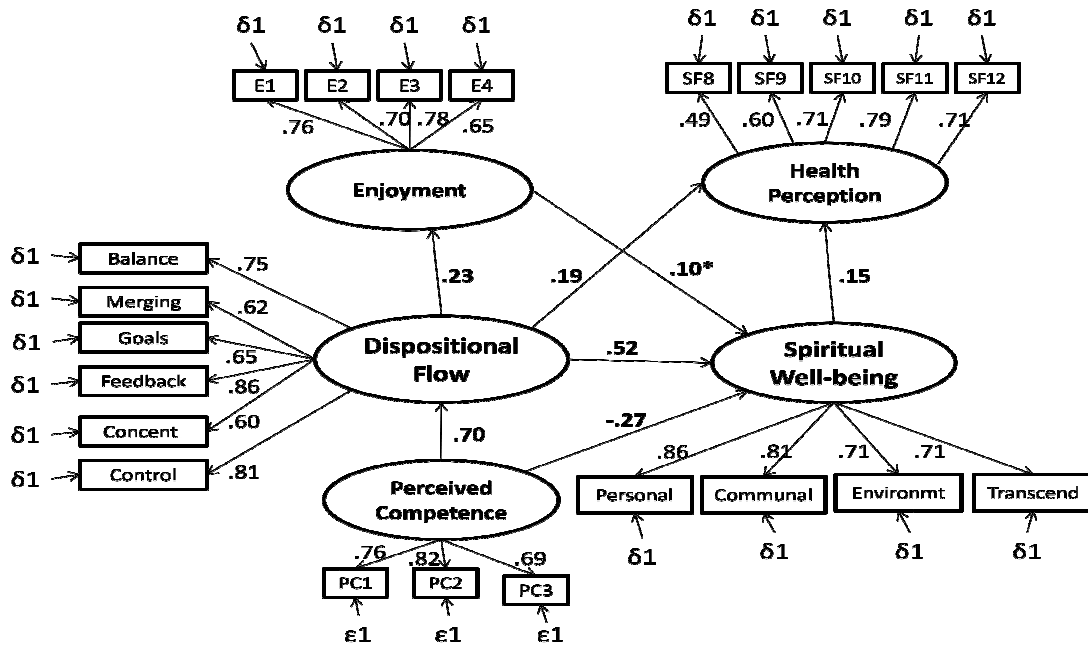 δ1 δ1 δ1 δ1
E1 E2 E3 E4
.76 .70 .78 .65
Enjoyment
δ1 δ1 δ1 δ1 δ1
SF8 SF9 SF10 SF11 SF12
.49 .60 .71 .79 .71
Health
Perception
.23 .19 .10* .15
δ1 Balance .75
δ1 Merging .62
δ1 Goals .65
δ1 Feedback .86
δ1 Concent .60
δ1 Control .81
Dispositional
Flow
.52
Spiritual
Well-being
.70
-.27
Perceived
Competence
.86 .81 .71 .71
Personal Communal Environmt Transcend
δ1 δ1 δ1 δ1
.76 .82 .69
PC1 PC2 PC3
ε1 ε1 ε1